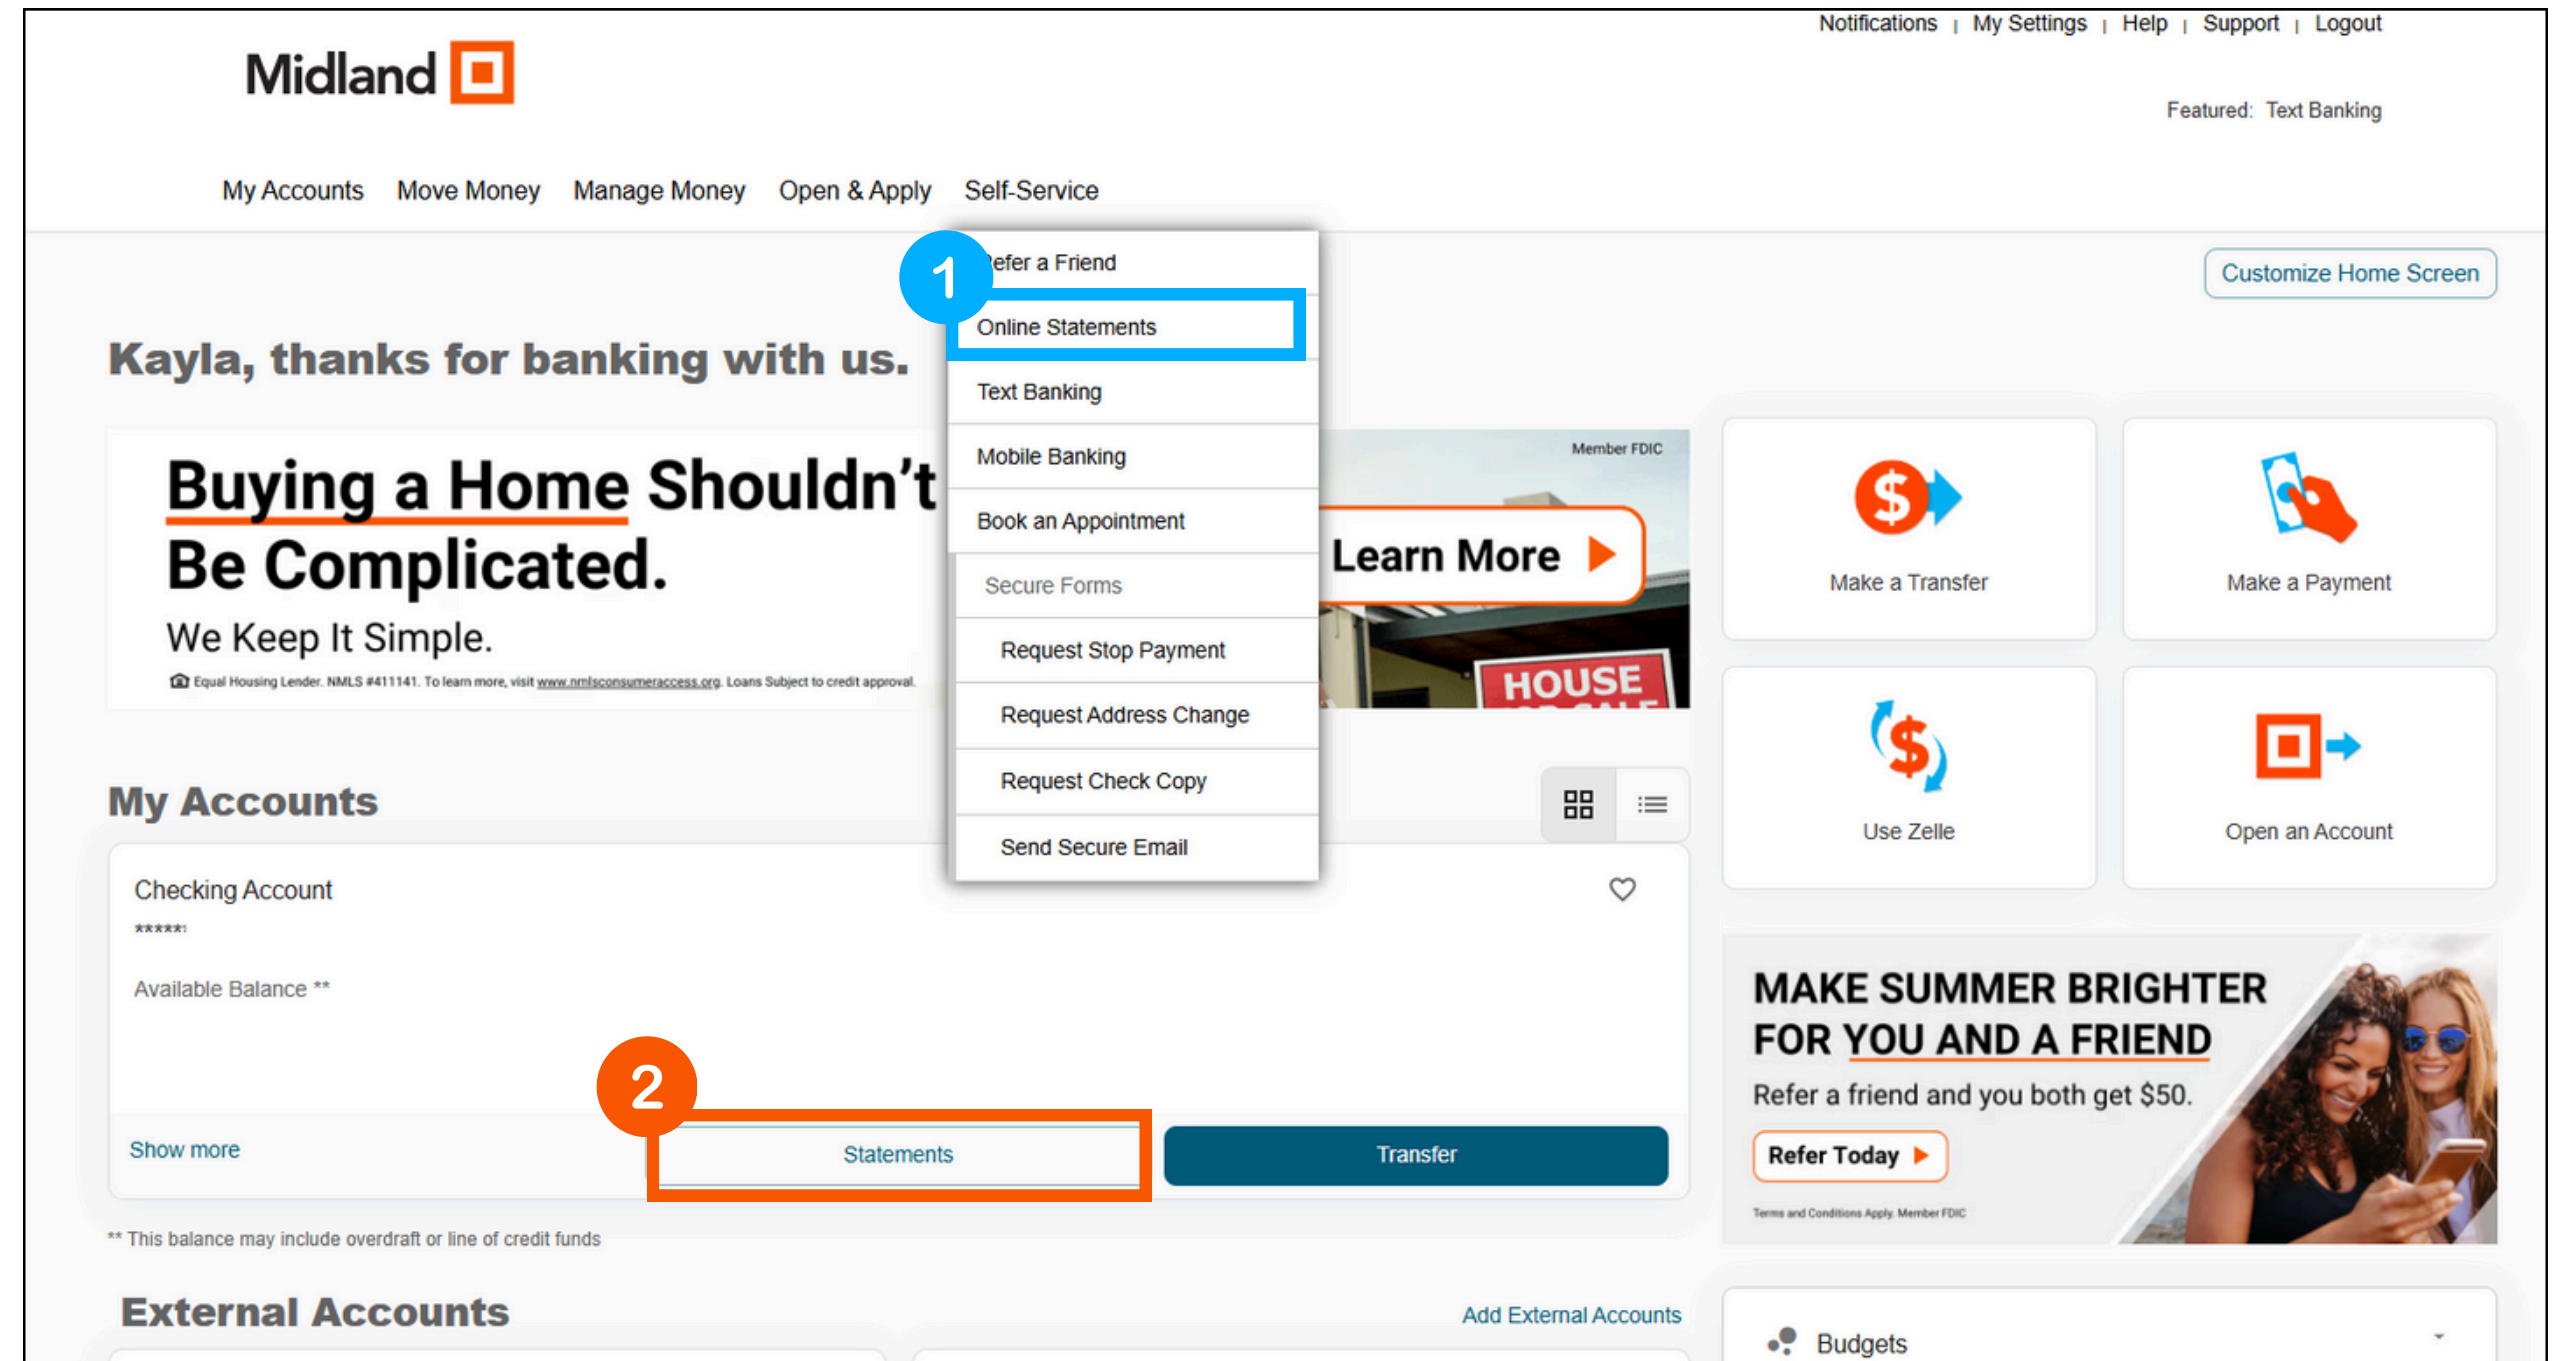 Notifications | My Settings | Help | Support | Logout
Midland
Featured: Text Banking
My Accounts Move Money Manage Money Open & Apply Self-Service
1
Refer a Friend
Online Statements
Text Banking
Mobile Banking
Book an Appointment
Secure Forms
Request Stop Payment
Request Address Change
Request Check Copy
Send Secure Email
Customize Home Screen
Kayla, thanks for banking with us.
Buying a Home Shouldn't
Be Complicated.
We Keep It Simple.
Equal Housing Lender. NMLS #411141. To learn more, visit www.nmlsconsumeraccess.org. Loans Subject to credit approval.
Member FDIC
Learn More
HOUSE
FOR SALE
Make a Transfer
Make a Payment
Use Zelle
Open an Account
My Accounts
Checking Account
*****
Available Balance **
2
Show more
Statements
Transfer
** This balance may include overdraft or line of credit funds
MAKE SUMMER BRIGHTER
FOR YOU AND A FRIEND
Refer a friend and you both get $50.
Refer Today
Terms and Conditions Apply. Member FDIC
External Accounts
Add External Accounts
Budgets